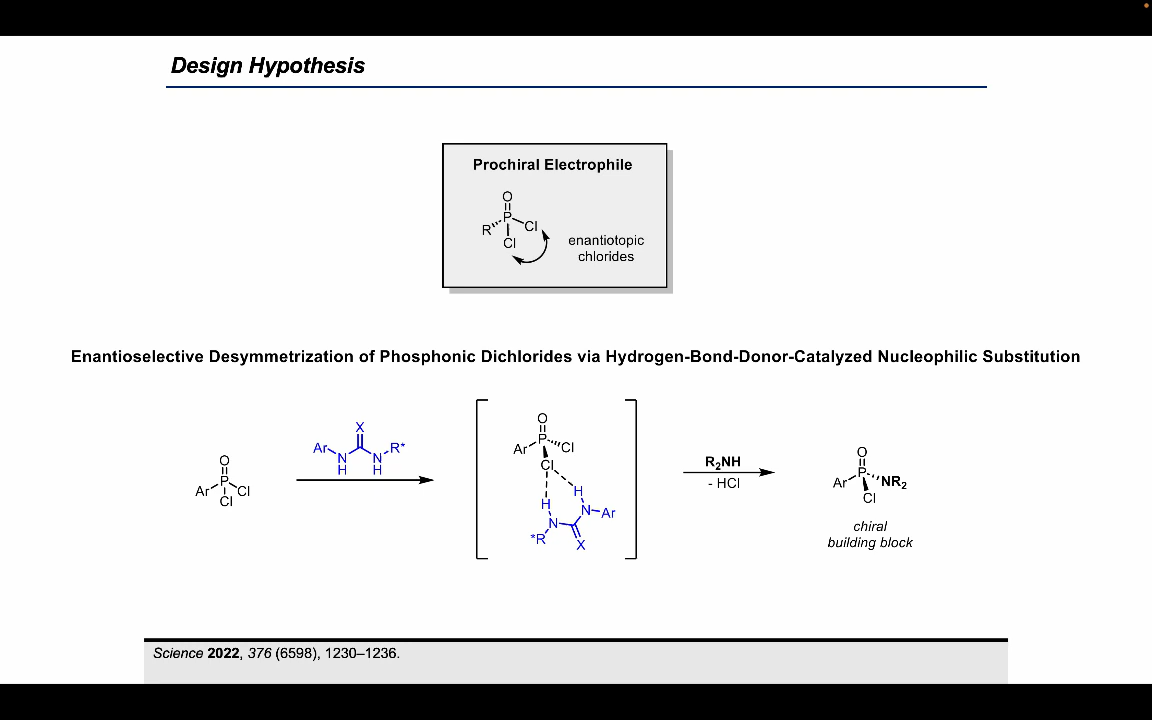 Design Hypothesis
Prochiral Electrophile
O
R P Cl
Cl
enantiotopic
chlorides
Enantioselective Desymmetrization of Phosphonic Dichlorides via Hydrogen-Bond-Donor-Catalyzed Nucleophilic Substitution
O
Ar P Cl
Cl
X
Ar N N R*
H H
O
Ar P Cl
Cl
H H
N N Ar
*R X
R₂NH
- HCl
O
Ar P NR₂
Cl
chiral
building block
Science 2022, 376 (6598), 1230–1236.